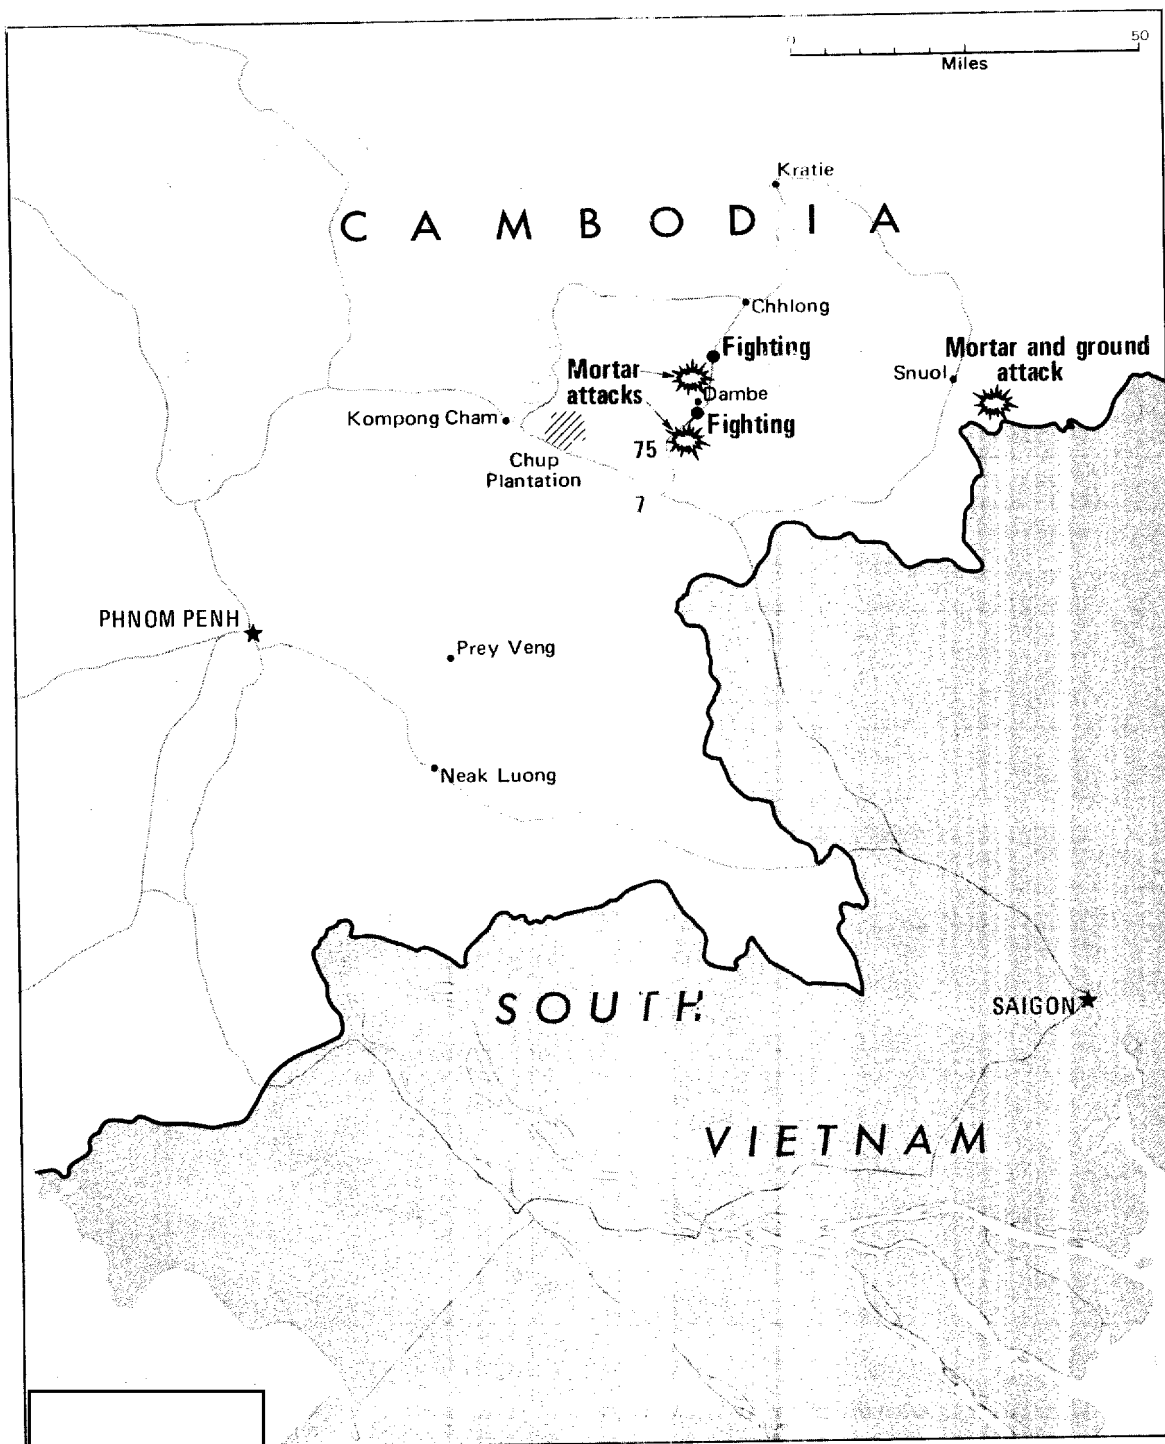 0 50
Miles
Kratie
CAMBODIA
Chhlong
Fighting
Mortar and ground
attack
Mortar
attacks
Snuol
Dambe
Kompong Cham
Fighting
75
Chup
Plantation
7
PHNOM PENH
Prey Veng
Neak Luong
SOUTH
SAIGON
VIETNAM